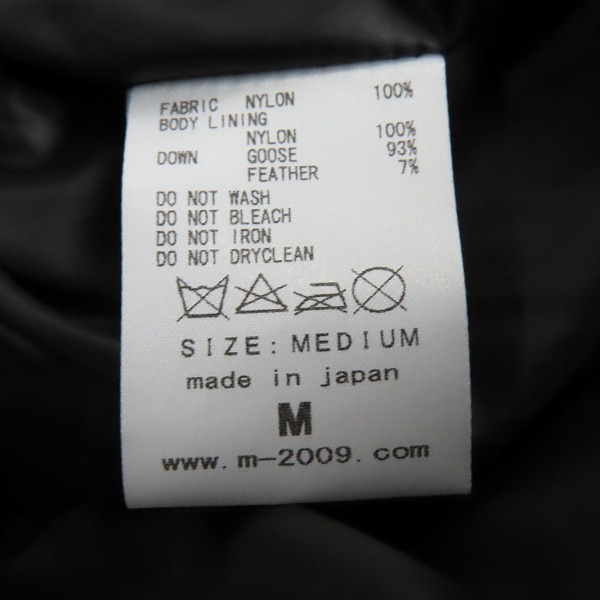 FABRIC NYLON 100%
BODY LINING
NYLON 100%
DOWN GOOSE 93%
FEATHER 7%
DO NOT WASH
DO NOT BLEACH
DO NOT IRON
DO NOT DRYCLEAN
SIZE: MEDIUM
made in japan
M
www.m-2009.com